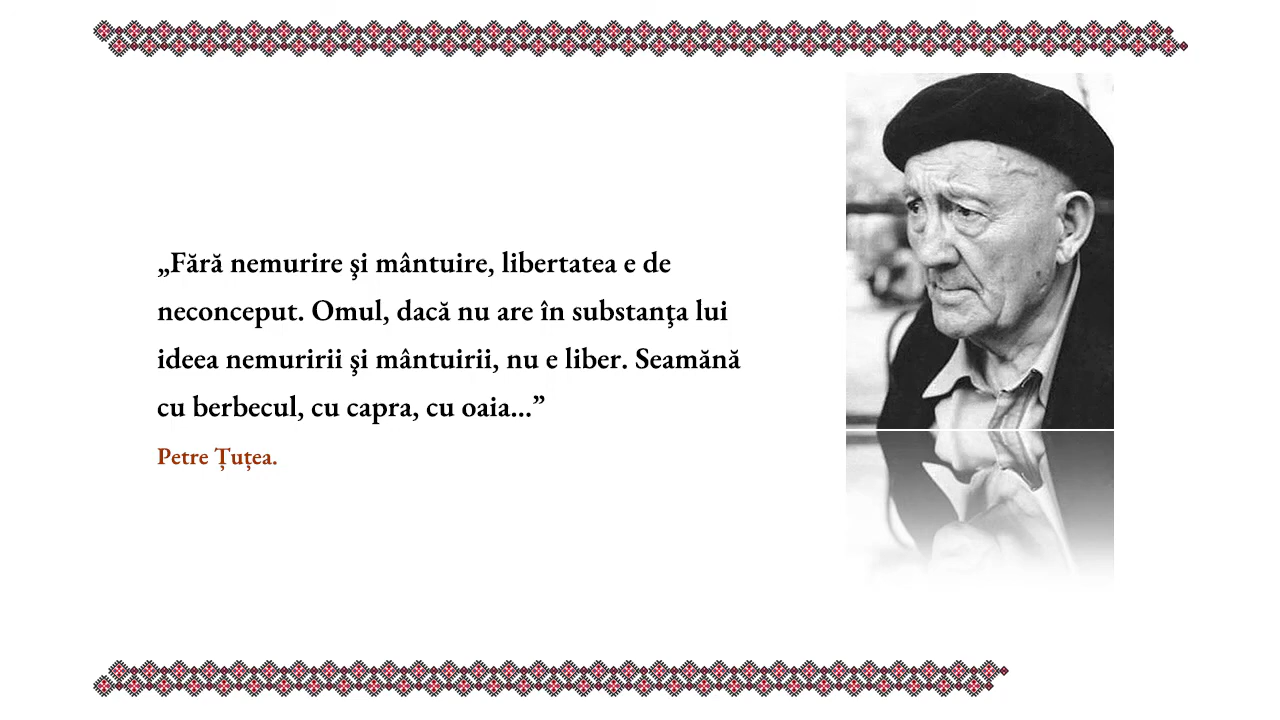 „Fără nemurire şi mântuire, libertatea e de
neconceput. Omul, dacă nu are în substanţa lui
ideea nemuririi şi mântuirii, nu e liber. Seamănă
cu berbecul, cu capra, cu oaia...”
Petre Țuțea.